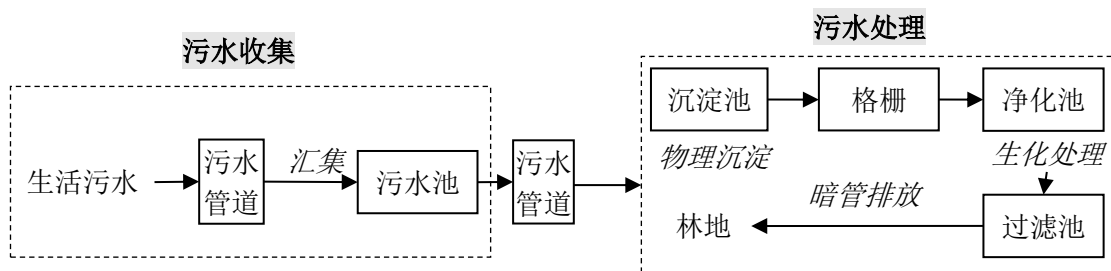 污水收集
污水处理
生活污水
污水
管道
汇集
污水池
污水
管道
沉淀池
格栅
净化池
物理沉淀
生化处理
过滤池
暗管排放
林地